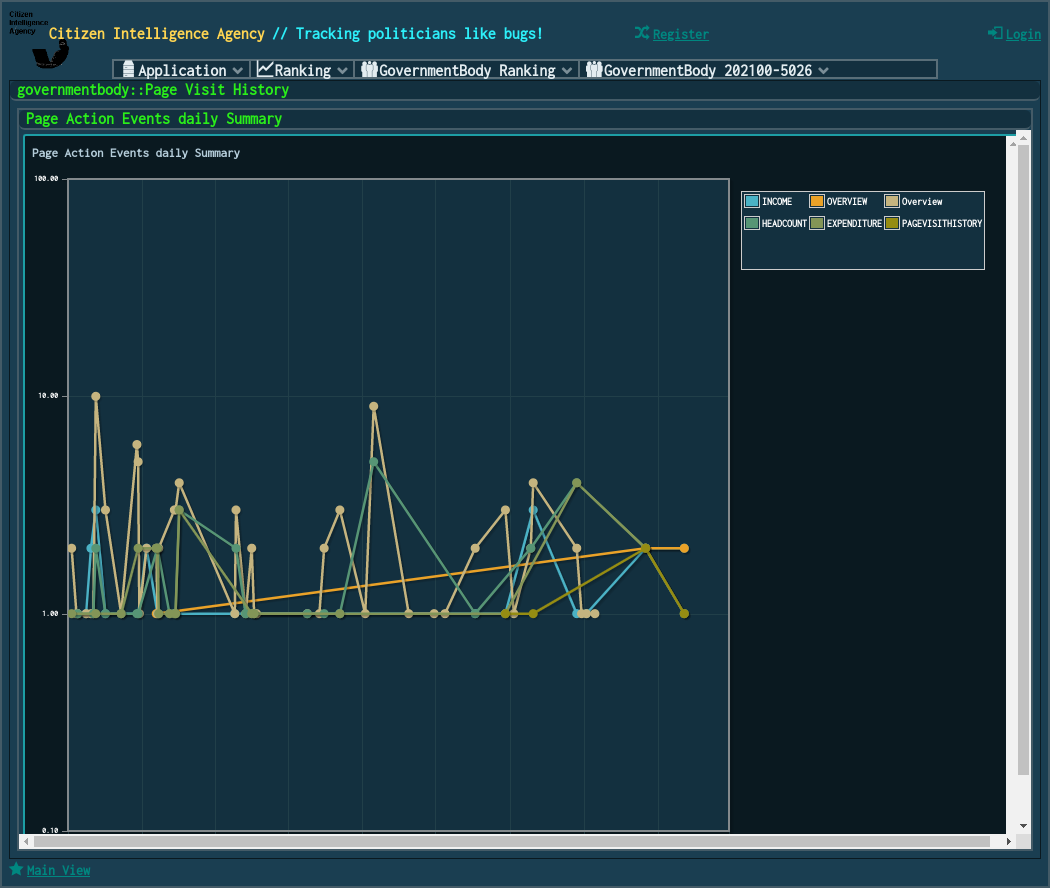 Citizen
Intelligence
Agency
Citizen Intelligence Agency // Tracking politicians like bugs!
Register
Login
Application
Ranking
GovernmentBody Ranking
GovernmentBody 202100-5026
governmentbody::Page Visit History
Page Action Events daily Summary
Page Action Events daily Summary
100.00
10.00
1.00
0.10
INCOME OVERVIEW Overview
HEADCOUNT EXPENDITURE PAGEVISITHISTORY
Main View